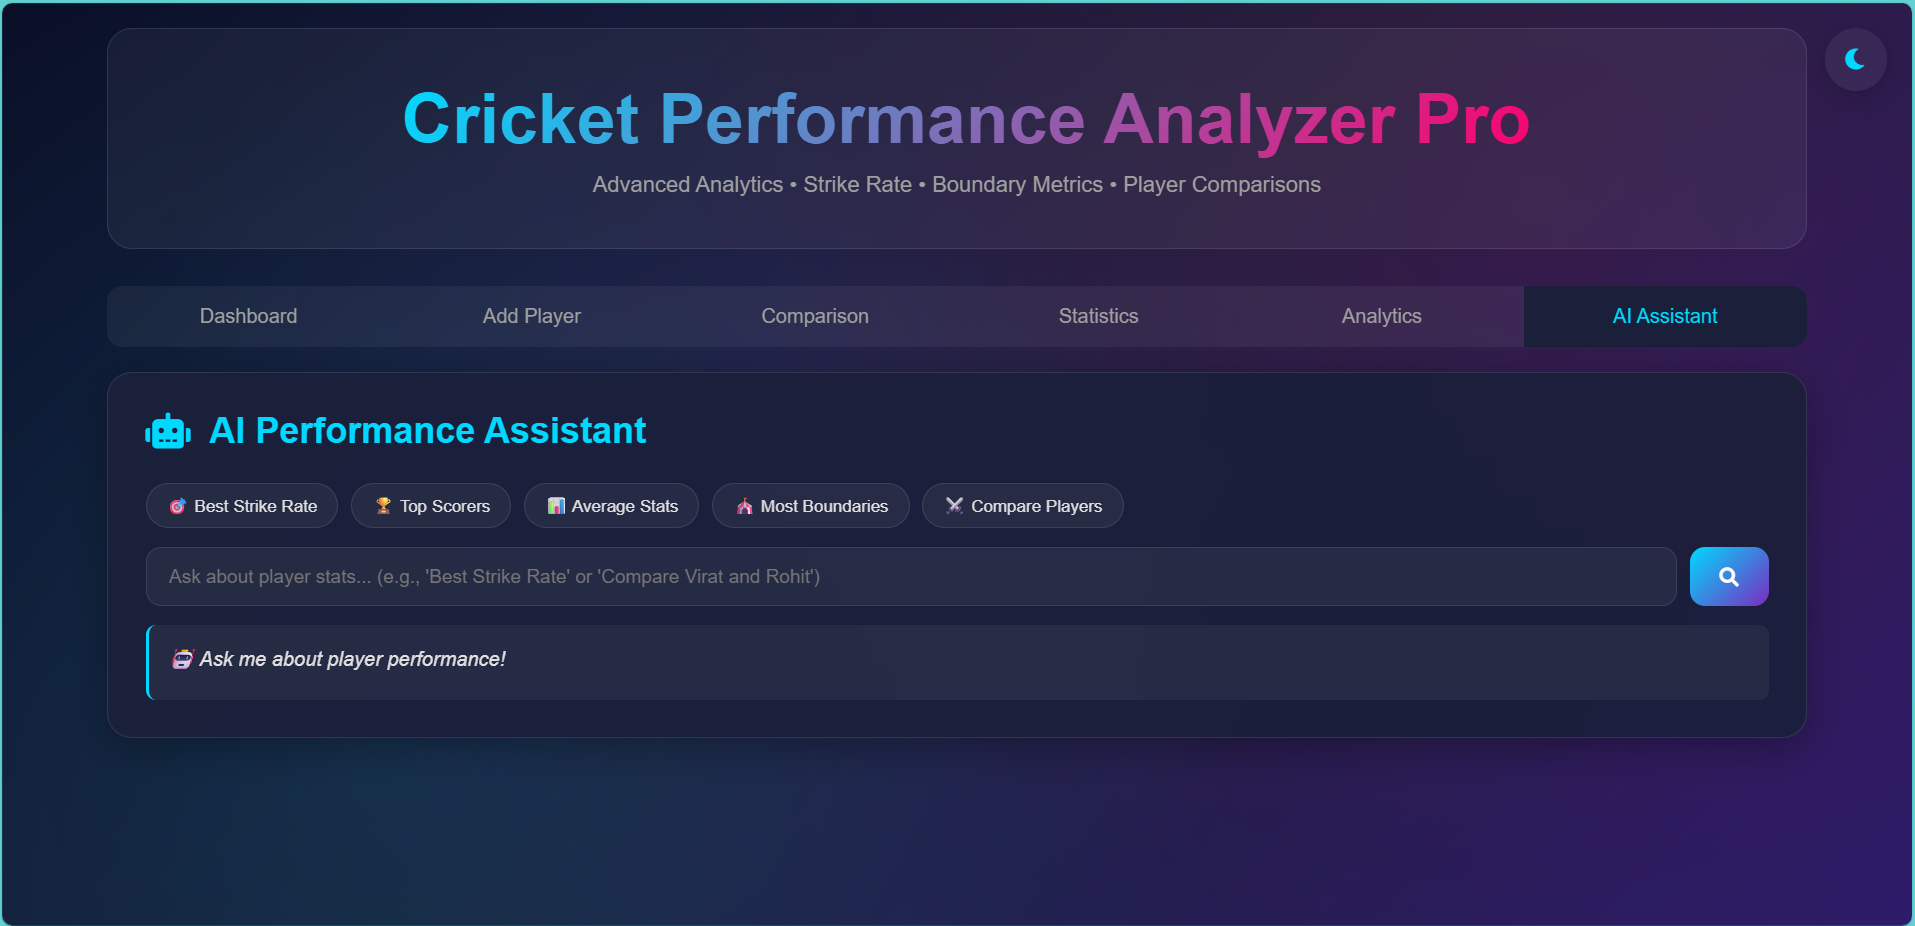 Cricket Performance Analyzer Pro
Advanced Analytics • Strike Rate • Boundary Metrics • Player Comparisons
Dashboard
Add Player
Comparison
Statistics
Analytics
AI Assistant
AI Performance Assistant
🎯 Best Strike Rate
🏆 Top Scorers
📊 Average Stats
🎪 Most Boundaries
⚔️ Compare Players
Ask about player stats... (e.g., 'Best Strike Rate' or 'Compare Virat and Rohit')
🤖 Ask me about player performance!